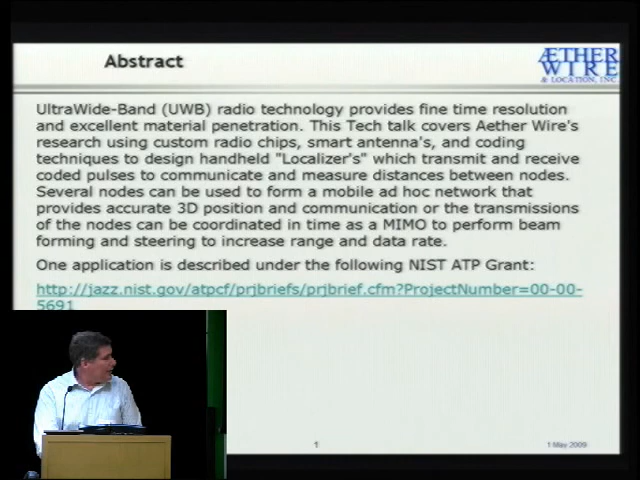 Abstract
ÆTHER
WIRE
& LOCATION, INC.
UltraWide-Band (UWB) radio technology provides fine time resolution
and excellent material penetration. This Tech talk covers Aether Wire's
research using custom radio chips, smart antenna's, and coding
techniques to design handheld "Localizer's" which transmit and receive
coded pulses to communicate and measure distances between nodes.
Several nodes can be used to form a mobile ad hoc network that
provides accurate 3D position and communication or the transmissions
of the nodes can be coordinated in time as a MIMO to perform beam
forming and steering to increase range and data rate.
One application is described under the following NIST ATP Grant:
http://jazz.nist.gov/atpcf/prjbriefs/prjbrief.cfm?ProjectNumber=00-00-
5691
1
1 May 2009